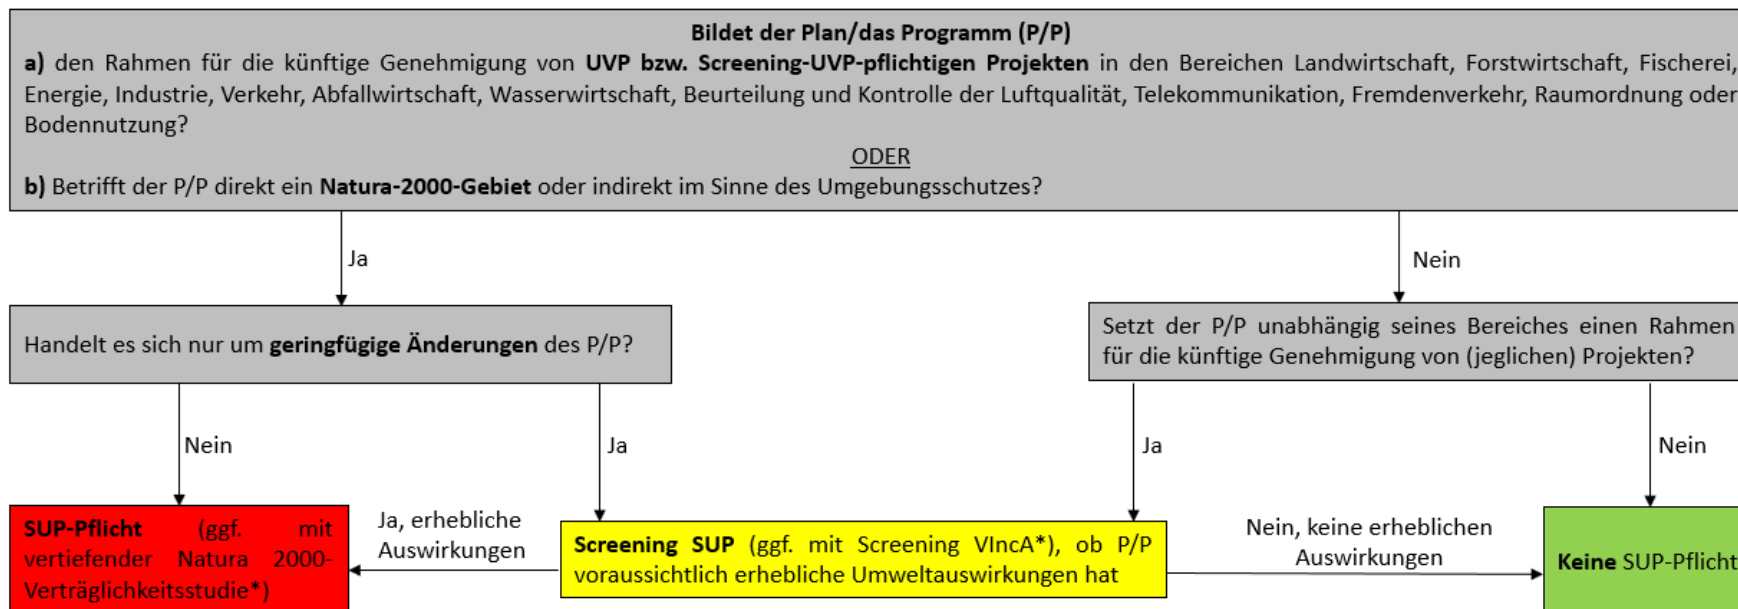 Bildet der Plan/das Programm (P/P)
a) den Rahmen für die künftige Genehmigung von UVP bzw. Screening-UVP-pflichtigen Projekten in den Bereichen Landwirtschaft, Forstwirtschaft, Fischerei,
Energie, Industrie, Verkehr, Abfallwirtschaft, Wasserwirtschaft, Beurteilung und Kontrolle der Luftqualität, Telekommunikation, Fremdenverkehr, Raumordnung oder
Bodennutzung?
ODER
b) Betrifft der P/P direkt ein Natura-2000-Gebiet oder indirekt im Sinne des Umgebungsschutzes?
Ja
Nein
Handelt es sich nur um geringfügige Änderungen des P/P?
Setzt der P/P unabhängig seines Bereiches einen Rahmen
für die künftige Genehmigung von (jeglichen) Projekten?
Nein
Ja
Ja
Nein
SUP-Pflicht (ggf. mit
vertiefender Natura 2000-
Verträglichkeitsstudie*)
Ja, erhebliche
Auswirkungen
Screening SUP (ggf. mit Screening VIncA*), ob P/P
voraussichtlich erhebliche Umweltauswirkungen hat
Nein, keine erheblichen
Auswirkungen
Keine SUP-Pflicht